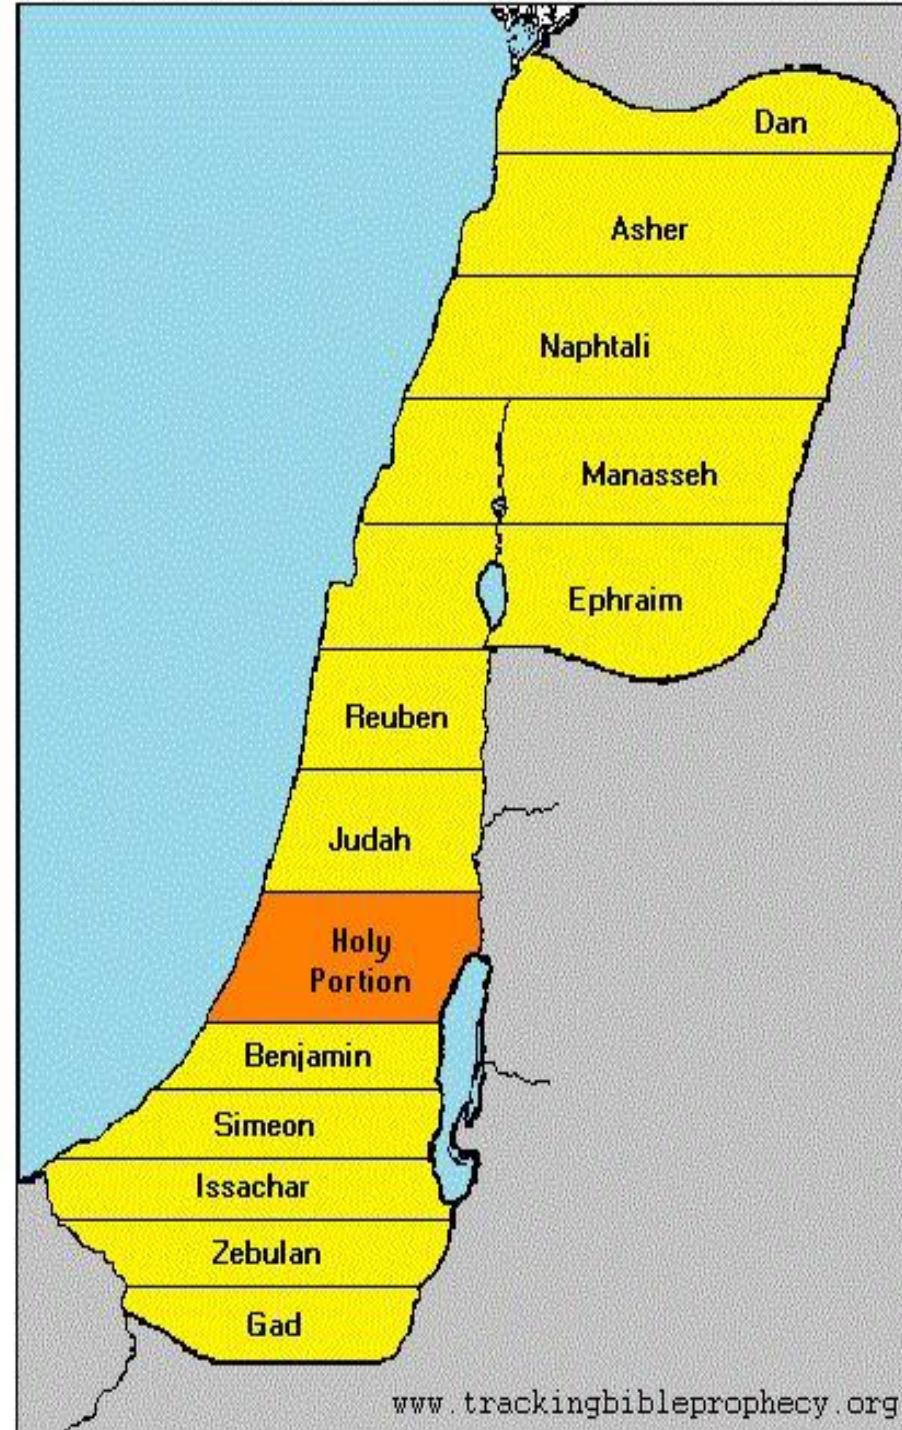 Dan
Asher
Naphtali
Manasseh
Ephraim
Reuben
Judah
Holy
Portion
Benjamin
Simeon
Issachar
Zebulan
Gad
www.trackingbibleprophecy.org